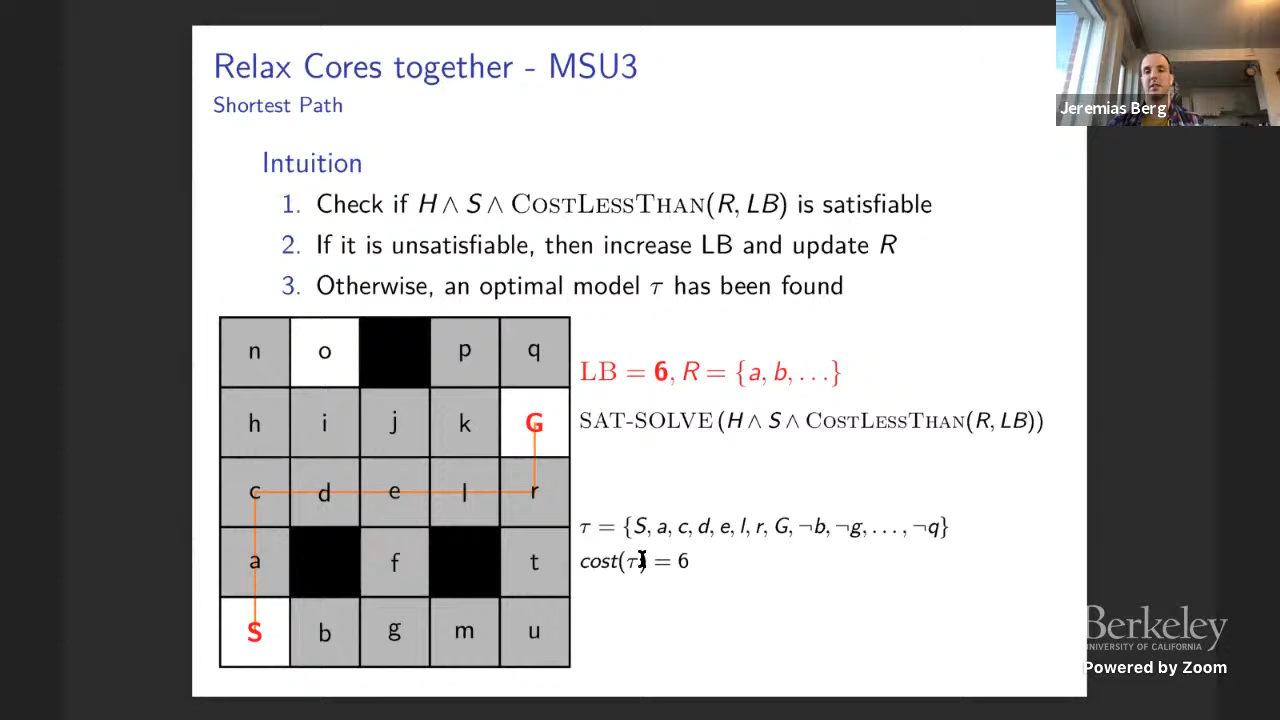 Relax Cores together - MSU3
Shortest Path
Jeremias Berg
Intuition
1. Check if H ∧ S ∧ COSTLESSTHAN(R, LB) is satisfiable
2. If it is unsatisfiable, then increase LB and update R
3. Otherwise, an optimal model τ has been found
n o p q
h i j k G
c d e l r
a f t
S b g m u
LB = 6, R = {a, b, ...}
SAT-SOLVE(H ∧ S ∧ COSTLESSTHAN(R, LB))
τ = {S, a, c, d, e, l, r, G, ¬b, ¬g, ..., ¬q}
cost(τ) = 6
Berkeley
UNIVERSITY OF CALIFORNIA
Powered by Zoom